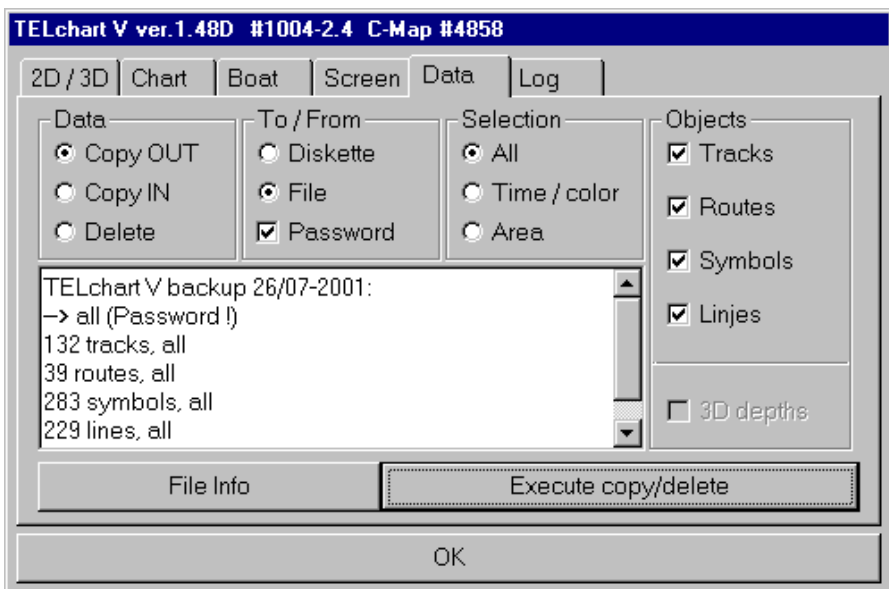 TELchart V ver.1.48D #1004-2.4 C-Map #4858
2D / 3D Chart Boat Screen Data Log
Data
Copy OUT
Copy IN
Delete
To / From
Diskette
File
Password
Selection
All
Time / color
Area
Objects
Tracks
Routes
Symbols
Linjes
3D depths
TELchart V backup 26/07-2001:
--> all (Password !)
132 tracks, all
39 routes, all
283 symbols, all
229 lines, all
File Info
Execute copy/delete
OK